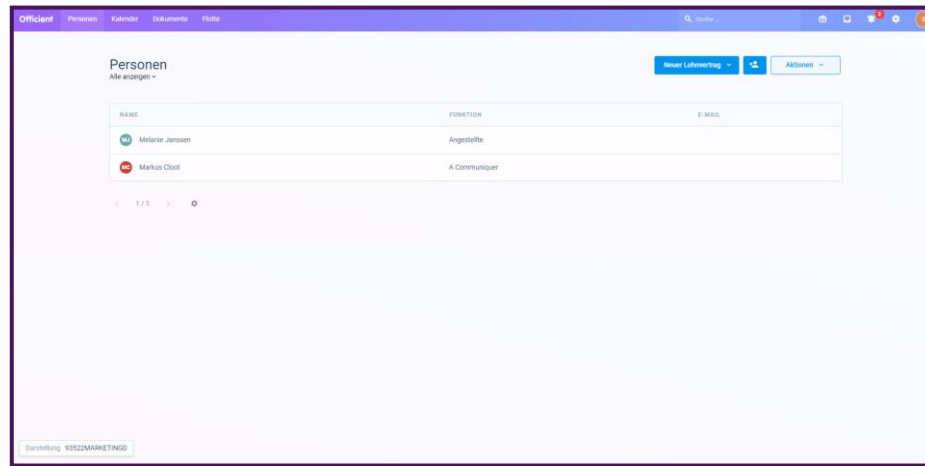 Officient Personen Kalender Dokumente Flotte Suche ...
Personen
Alle anzeigen
Neuer Lohnvertrag Aktionen
NAME FUNKTION E-MAIL
MJ Melanie Janssen Angestellte
MC Markus Cloot A Communiquer
< 1 / 1 >
Darstellung 93522MARKETINGD